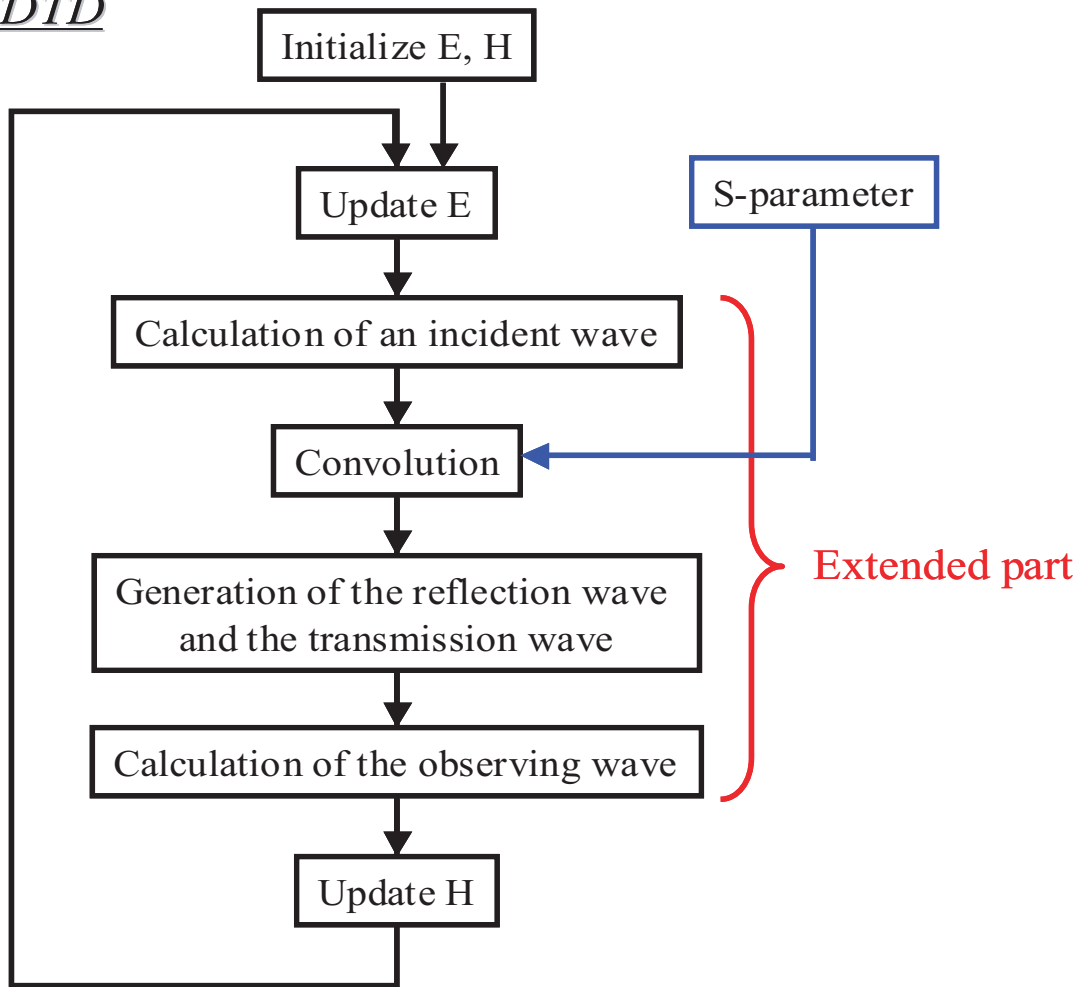 DTD
Initialize E, H
Update E
S-parameter
Calculation of an incident wave
Convolution
Generation of the reflection wave
and the transmission wave
Extended part
Calculation of the observing wave
Update H